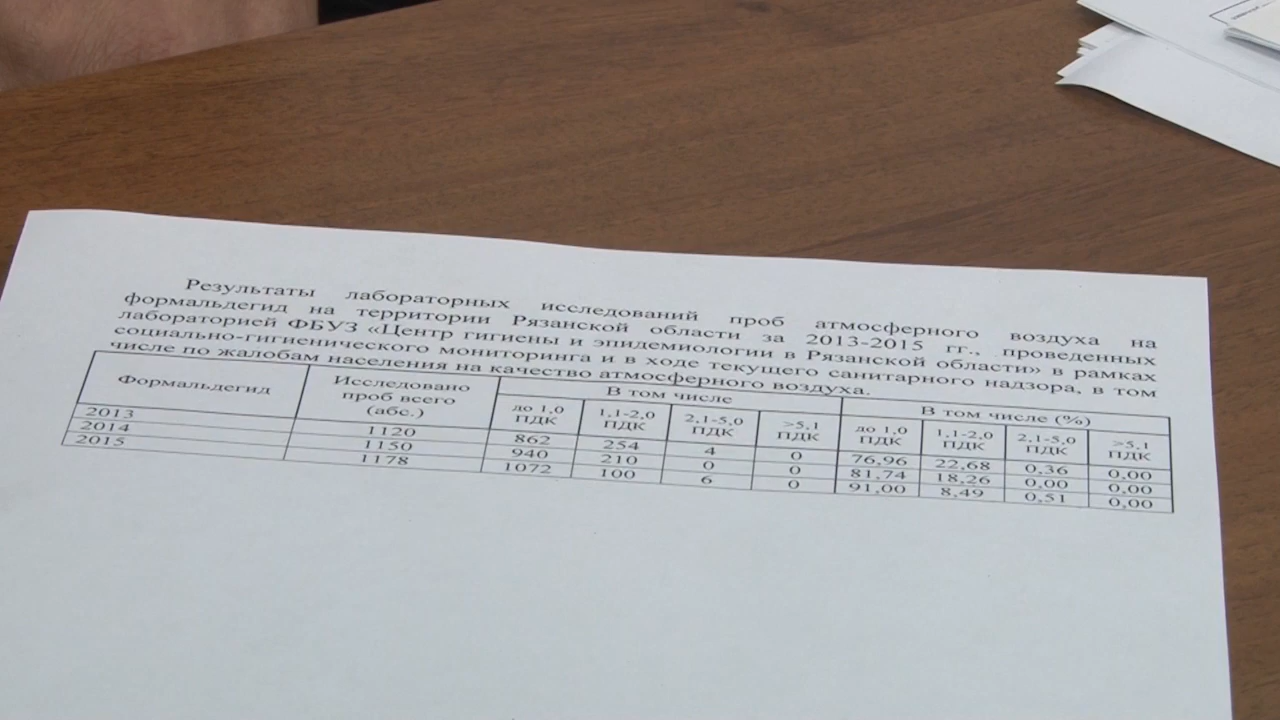 Результаты лабораторных исследований проб атмосферного воздуха на
формальдегид на территории Рязанской области за 2013-2015 гг., проведенных
лабораторией ФБУЗ «Центр гигиены и эпидемиологии в Рязанской области» в рамках
социально-гигиенического мониторинга и в ходе текущего санитарного надзора, в том
числе по жалобам населения на качество атмосферного воздуха.
Формальдегид Исследовано проб всего (абс.) В том числе В том числе (%)
до 1,0 ПДК 1,1-2,0 ПДК 2,1-5,0 ПДК >5,1 ПДК до 1,0 ПДК 1,1-2,0 ПДК 2,1-5,0 ПДК >5,1 ПДК
2013 1120 862 254 4 0 76,96 22,68 0,36 0,00
2014 1150 940 210 0 0 81,74 18,26 0,00 0,00
2015 1178 1072 100 6 0 91,00 8,49 0,51 0,00